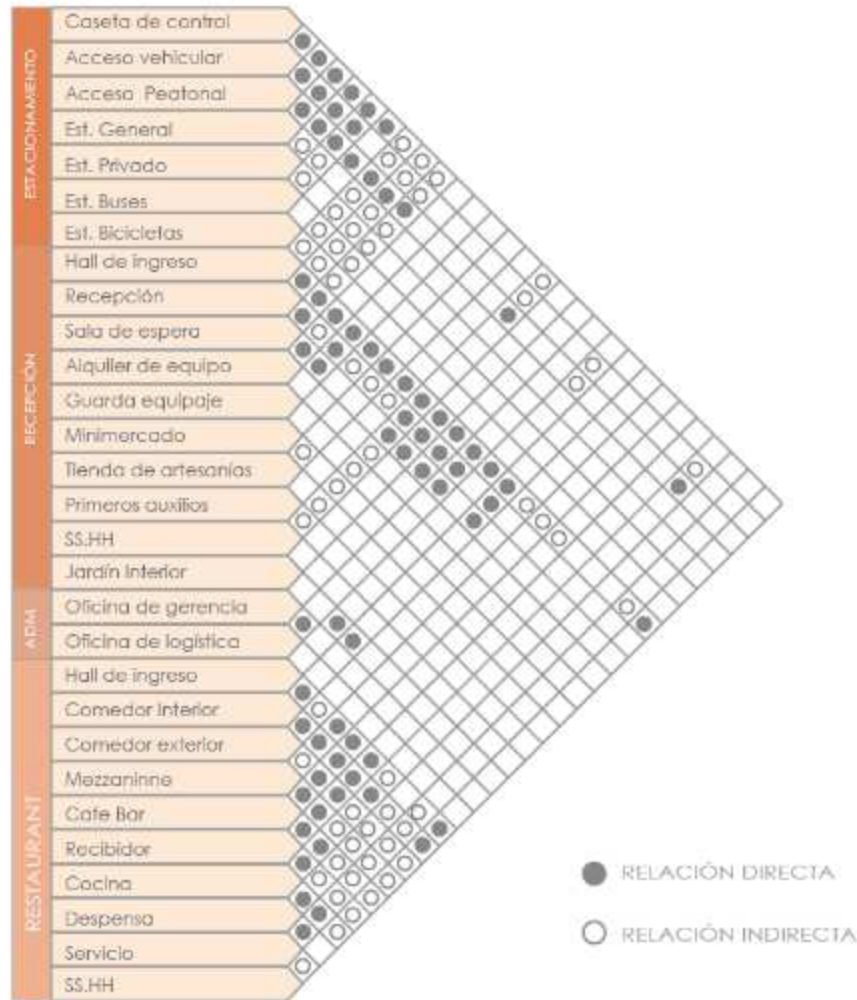 ESTACIONAMIENTO
Caseta de control
Acceso vehicular
Acceso Peatonal
Est. General
Est. Privado
Est. Buses
Est. Bicicletas
RECEPCIÓN
Hall de ingreso
Recepción
Sala de espera
Alquiler de equipo
Guarda equipaje
Minimercado
Tienda de artesanías
Primeros auxilios
SS.HH
Jardín Interior
ADM
Oficina de gerencia
Oficina de logística
RESTAURANT
Hall de ingreso
Comedor Interior
Comedor exterior
Mezzaninne
Cafe Bar
Recibidor
Cocina
Despensa
Servicio
SS.HH
RELACIÓN DIRECTA
RELACIÓN INDIRECTA